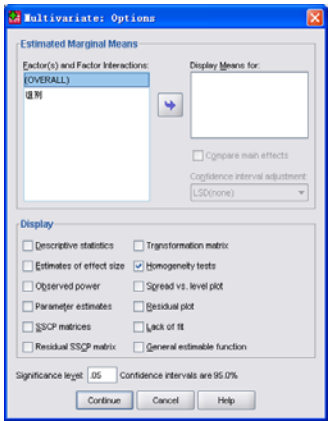 Multivariate: Options
Estimated Marginal Means
Factor(s) and Factor Interactions:
(OVERALL)
组别
Display Means for:
Compare main effects
Confidence interval adjustment:
LSD(none)
Display
Descriptive statistics
Transformation matrix
Estimates of effect size
Homogeneity tests
Observed power
Spread vs. level plot
Parameter estimates
Residual plot
SSCP matrices
Lack of fit
Residual SSCP matrix
General estimable function
Significance level: .05 Confidence intervals are 95.0%
Continue Cancel Help